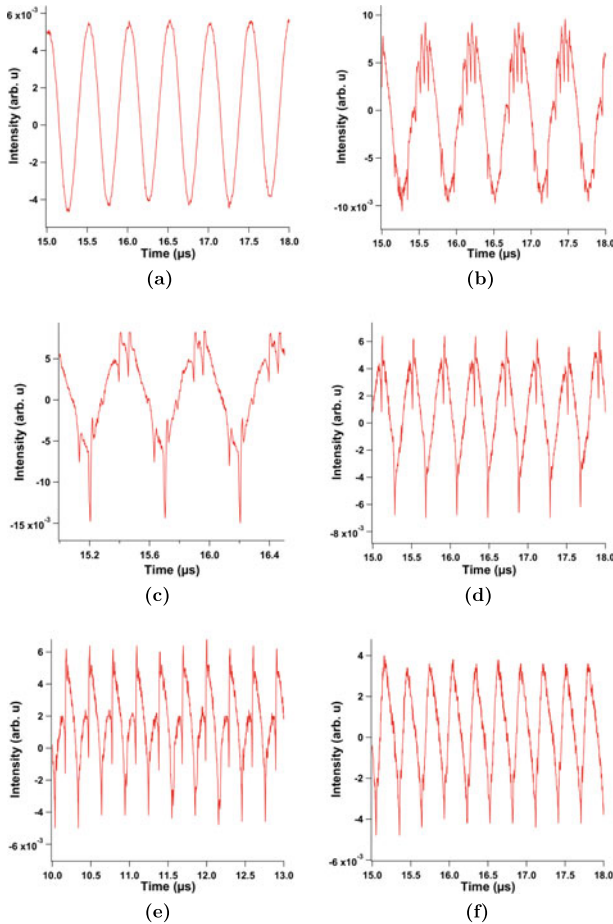 6 x10⁻³
4
2
0
-2
-4
Intensity (arb. u)
15.0 15.5 16.0 16.5 17.0 17.5 18.0
Time (µs)
(a)
10
5
0
-5
-10 x10⁻³
Intensity (arb. u)
15.0 15.5 16.0 16.5 17.0 17.5 18.0
Time (µs)
(b)
5
0
-5
-10
-15 x10⁻³
Intensity (arb. u)
15.2 15.6 16.0 16.4
Time (µs)
(c)
6
4
2
0
-2
-4
-6
-8 x10⁻³
Intensity (arb. u)
15.0 15.5 16.0 16.5 17.0 17.5 18.0
Time (µs)
(d)
6
4
2
0
-2
-4
-6 x10⁻³
Intensity (arb. u)
10.0 10.5 11.0 11.5 12.0 12.5 13.0
Time (µs)
(e)
4
2
0
-2
-4
-6 x10⁻³
Intensity (arb. u)
15.0 15.5 16.0 16.5 17.0 17.5 18.0
Time (µs)
(f)